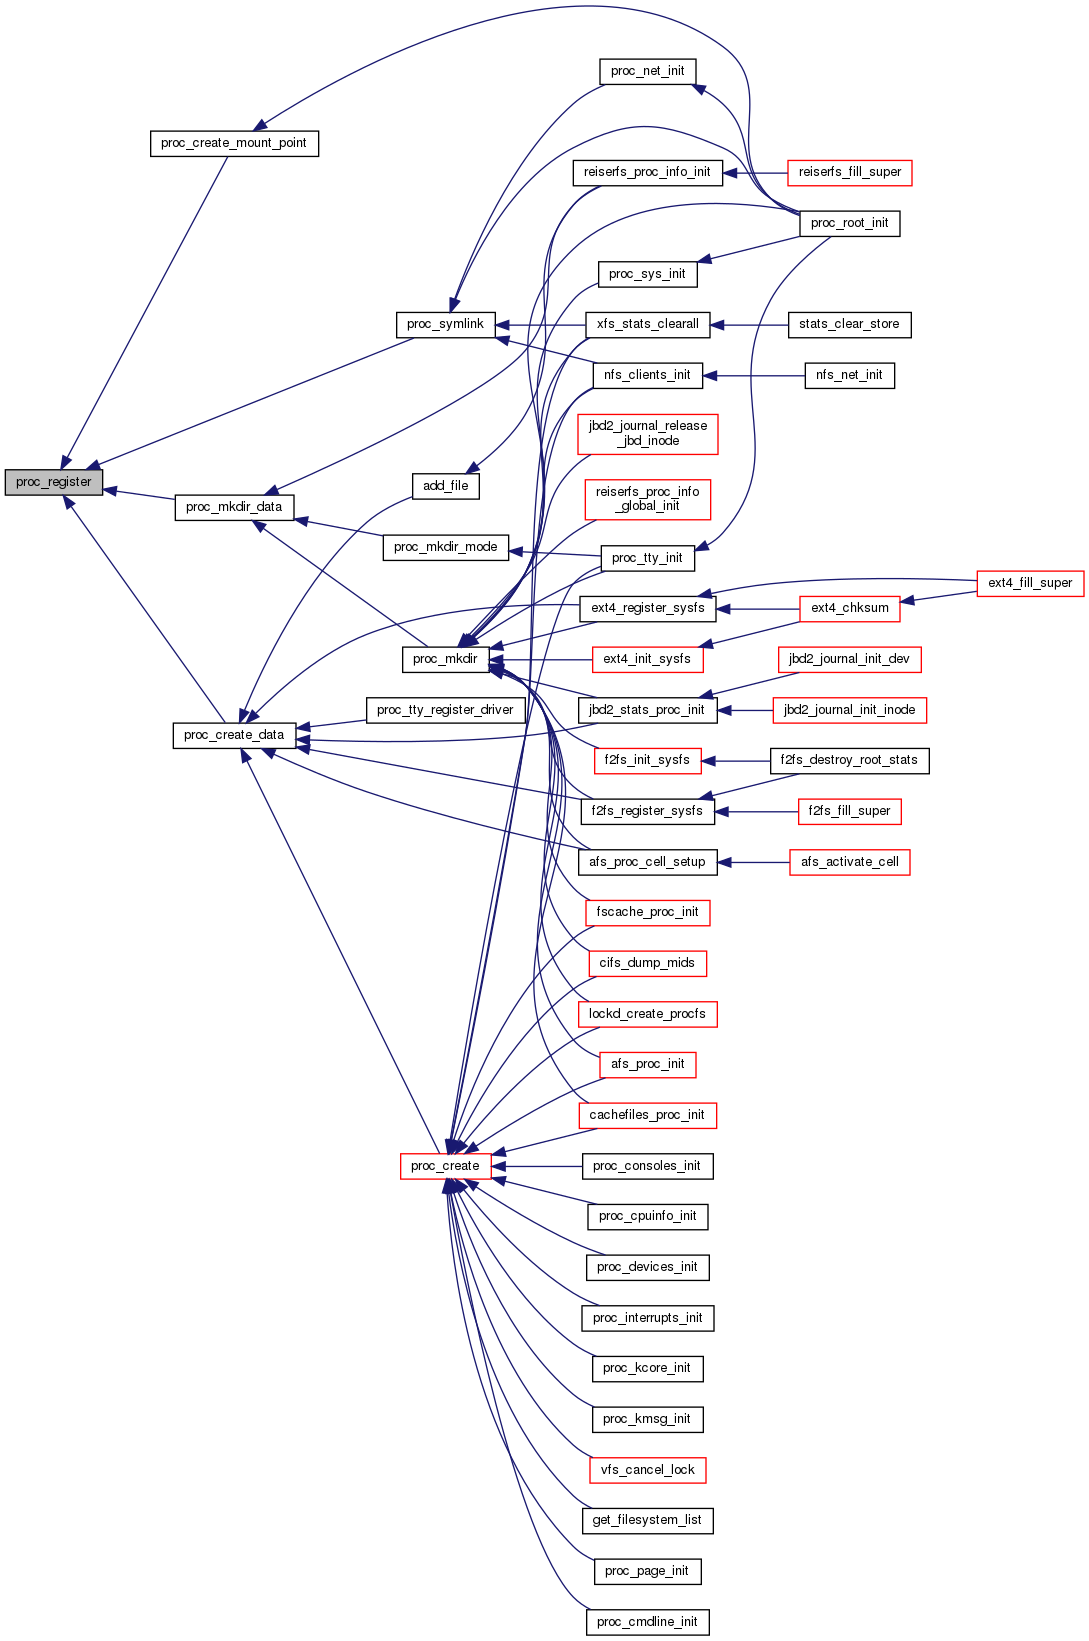 proc_net_init
proc_create_mount_point
reiserfs_proc_info_init
reiserfs_fill_super
proc_root_init
proc_sys_init
proc_symlink
xfs_stats_clearall
stats_clear_store
nfs_clients_init
nfs_net_init
jbd2_journal_release
_jbd_inode
proc_register
add_file
reiserfs_proc_info
_global_init
proc_mkdir_data
proc_mkdir_mode
proc_tty_init
ext4_fill_super
ext4_register_sysfs
ext4_chksum
proc_mkdir
ext4_init_sysfs
jbd2_journal_init_dev
proc_tty_register_driver
jbd2_stats_proc_init
jbd2_journal_init_inode
proc_create_data
f2fs_init_sysfs
f2fs_destroy_root_stats
f2fs_register_sysfs
f2fs_fill_super
afs_proc_cell_setup
afs_activate_cell
fscache_proc_init
cifs_dump_mids
lockd_create_procfs
afs_proc_init
cachefiles_proc_init
proc_create
proc_consoles_init
proc_cpuinfo_init
proc_devices_init
proc_interrupts_init
proc_kcore_init
proc_kmsg_init
vfs_cancel_lock
get_filesystem_list
proc_page_init
proc_cmdline_init